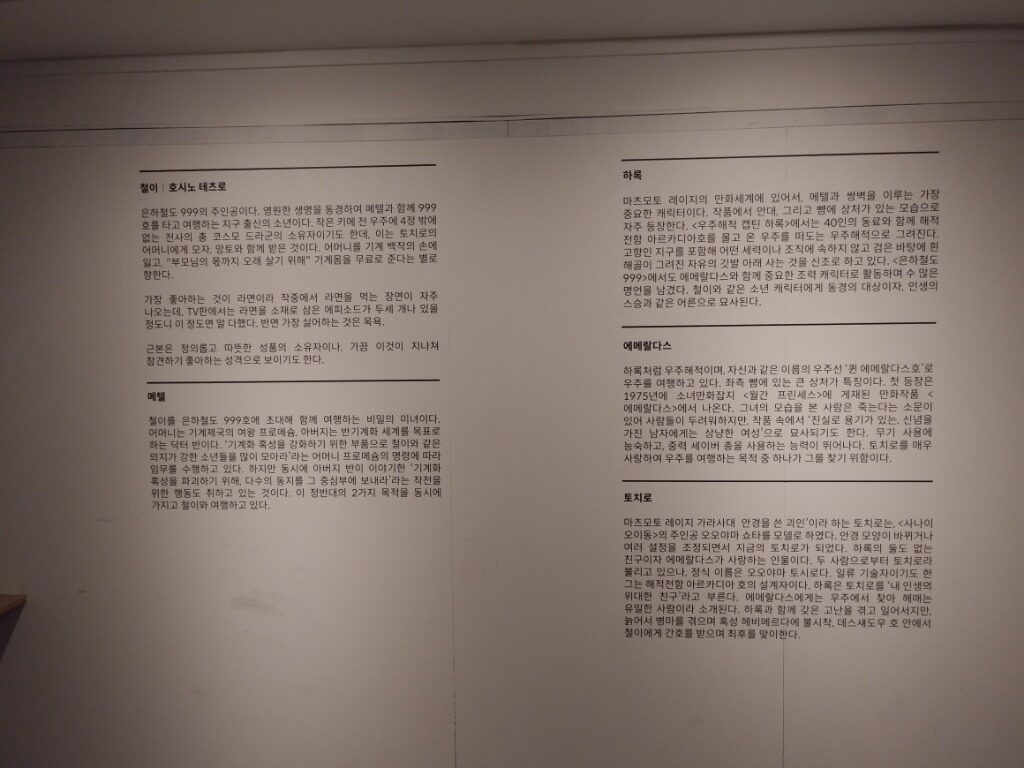 철이 | 호시노 테츠로
은하철도 999의 주인공이다. 영원한 생명을 동경하여 메텔과 함께 999
호를 타고 여행하는 지구 출신의 소년이다. 작은 키에 전 우주에 4정 밖에
없는 전사의 총 코스모 드라군의 소유자이기도 한데, 이는 토치로의
어머니에게 모자, 망토와 함께 받은 것이다. 어머니를 기계 백작의 손에
잃고, "부모님의 몫까지 오래 살기 위해" 기계몸을 무료로 준다는 별로
향한다.
가장 좋아하는 것이 라면이라 작중에서 라면을 먹는 장면이 자주
나오는데, TV판에서는 라면을 소재로 삼은 에피소드가 두세 개나 있을
정도니 이 정도면 말 다했다. 반면 가장 싫어하는 것은 목욕.
근본은 정의롭고 따뜻한 성품의 소유자이나, 가끔 이것이 지나쳐
참견하기 좋아하는 성격으로 보이기도 한다.
메텔
철이를 은하철도 999호에 초대해 함께 여행하는 비밀의 미녀이다.
어머니는 기계제국의 여왕 프로메슘, 아버지는 반기계화 세계를 목표로
하는 닥터 반이다. '기계화 혹성을 강화하기 위한 부품으로 철이와 같은
의지가 강한 소년들을 많이 모아라'라는 어머니 프로메슘의 명령에 따라
임무를 수행하고 있다. 하지만 동시에 아버지 반이 이야기한 '기계화
혹성을 파괴하기 위해, 다수의 동지를 그 중심부에 보내라'라는 작전을
위한 행동도 취하고 있는 것이다. 이 정반대의 2가지 목적을 동시에
가지고 철이와 여행하고 있다.
하록
마츠모토 레이지의 만화세계에 있어서, 메텔과 쌍벽을 이루는 가장
중요한 캐릭터이다. 작품에서 안대, 그리고 뺨에 상처가 있는 모습으로
자주 등장한다. <우주해적 캡틴 하록>에서는 40인의 동료와 함께 해적
전함 아르카디아호를 몰고 온 우주를 떠도는 우주해적으로 그려진다.
고향인 지구를 포함해 어떤 세력이나 조직에 속하지 않고 검은 바탕에 흰
해골이 그려진 자유의 깃발 아래 사는 것을 신조로 하고 있다. <은하철도
999>에서도 에메랄다스와 함께 중요한 조력 캐릭터로 활동하여 수 많은
명언을 남겼다. 철이와 같은 소년 캐릭터에게 동경의 대상이자, 인생의
스승과 같은 어른으로 묘사된다.
에메랄다스
하록처럼 우주해적이며, 자신과 같은 이름의 우주선 '퀸 에메랄다스호'로
우주를 여행하고 있다. 좌측 뺨에 있는 큰 상처가 특징이다. 첫 등장은
1975년에 소녀만화잡지 <월간 프린세스>에 게재된 만화작품 <
에메랄다스>에서 나온다. 그녀의 모습을 본 사람은 죽는다는 소문이
있어 사람들이 두려워하지만, 작품 속에서 '진실로 용기가 있는, 신념을
가진 남자에게는 상냥한 여성'으로 묘사되기도 한다. 무기 사용에
능숙하고, 중력 세이버 총을 사용하는 능력이 뛰어나다. 토치로를 매우
사랑하여 우주를 여행하는 목적 중 하나가 그를 찾기 위함이다.
토치로
마츠모토 레이지 가라사대 '안경을 쓴 괴인'이라 하는 토치로는, <사나이
오이동>의 주인공 오오야마 쇼타를 모델로 하였다. 안경 모양이 바뀌거나
여러 설정을 조정되면서 지금의 토치로가 되었다. 하록의 둘도 없는
친구이자 에메랄다스가 사랑하는 인물이다. 두 사람으로부터 토치로라
불리고 있으나, 정식 이름은 오오야마 토시로다. 일류 기술자이기도 한
그는 해적전함 아르카디아 호의 설계자이다. 하록은 토치로를 '내 인생의
위대한 친구'라고 부른다. 에메랄다스에게는 우주에서 찾아 헤매는
유일한 사람이라 소개된다. 하록과 함께 갖은 고난을 겪고 일어서지만,
늙어서 병마를 겪으며 혹성 헤비메르다에 불시착, 데스섀도우 호 안에서
철이에게 간호를 받으며 최후를 맞이한다.